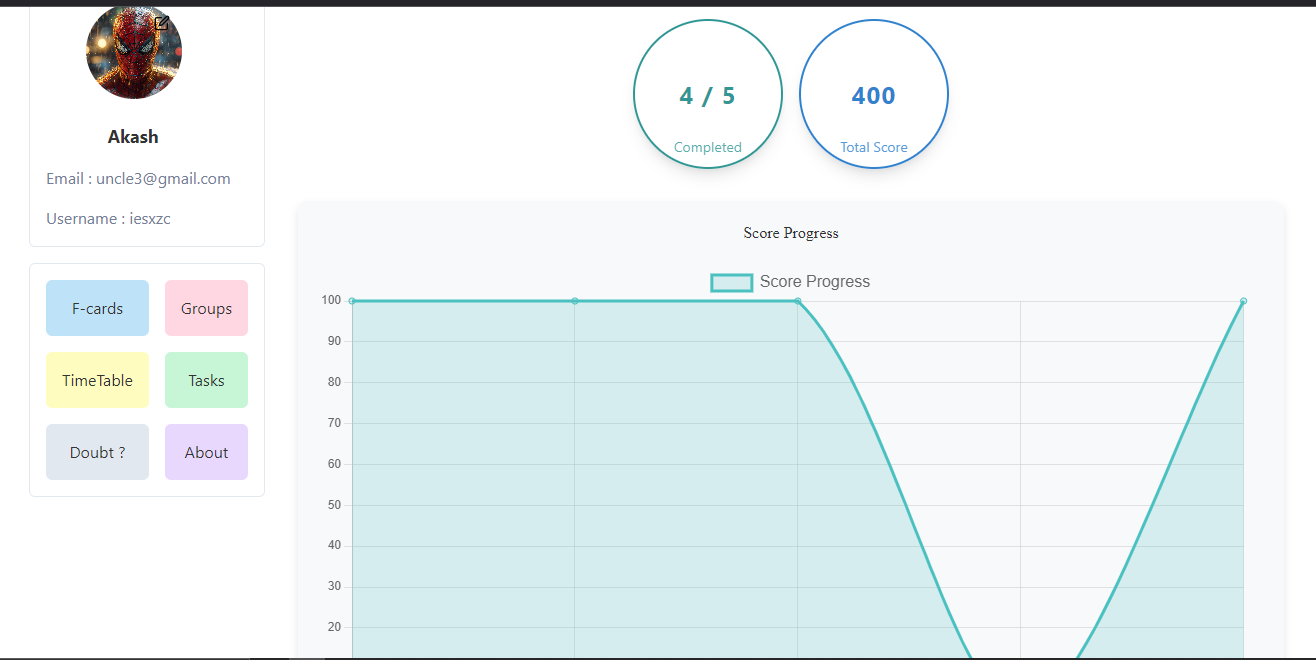 Akash
Email : uncle3@gmail.com
Username : iesxzc
F-cards
Groups
TimeTable
Tasks
Doubt ?
About
4 / 5
Completed
400
Total Score
Score Progress
Score Progress
100
90
80
70
60
50
40
30
20